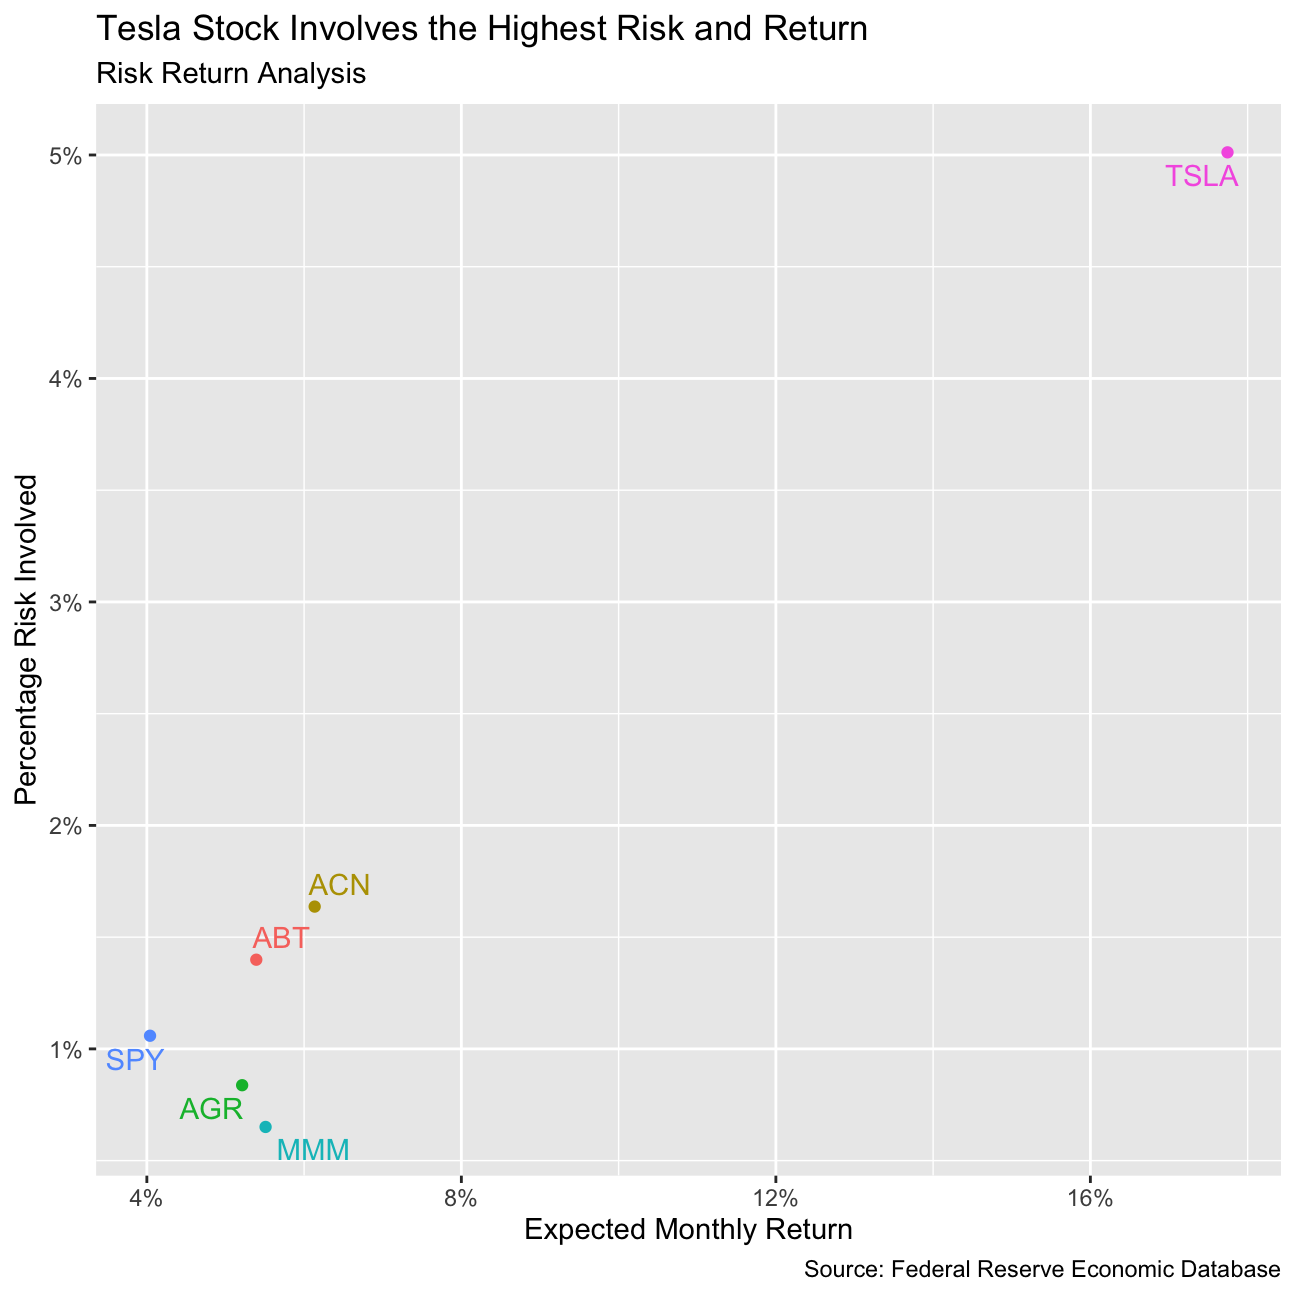 Tesla Stock Involves the Highest Risk and Return
Risk Return Analysis
5%
4%
3%
2%
1%
Percentage Risk Involved
TSLA
ACN
ABT
SPY
AGR
MMM
4% 8% 12% 16%
Expected Monthly Return
Source: Federal Reserve Economic Database